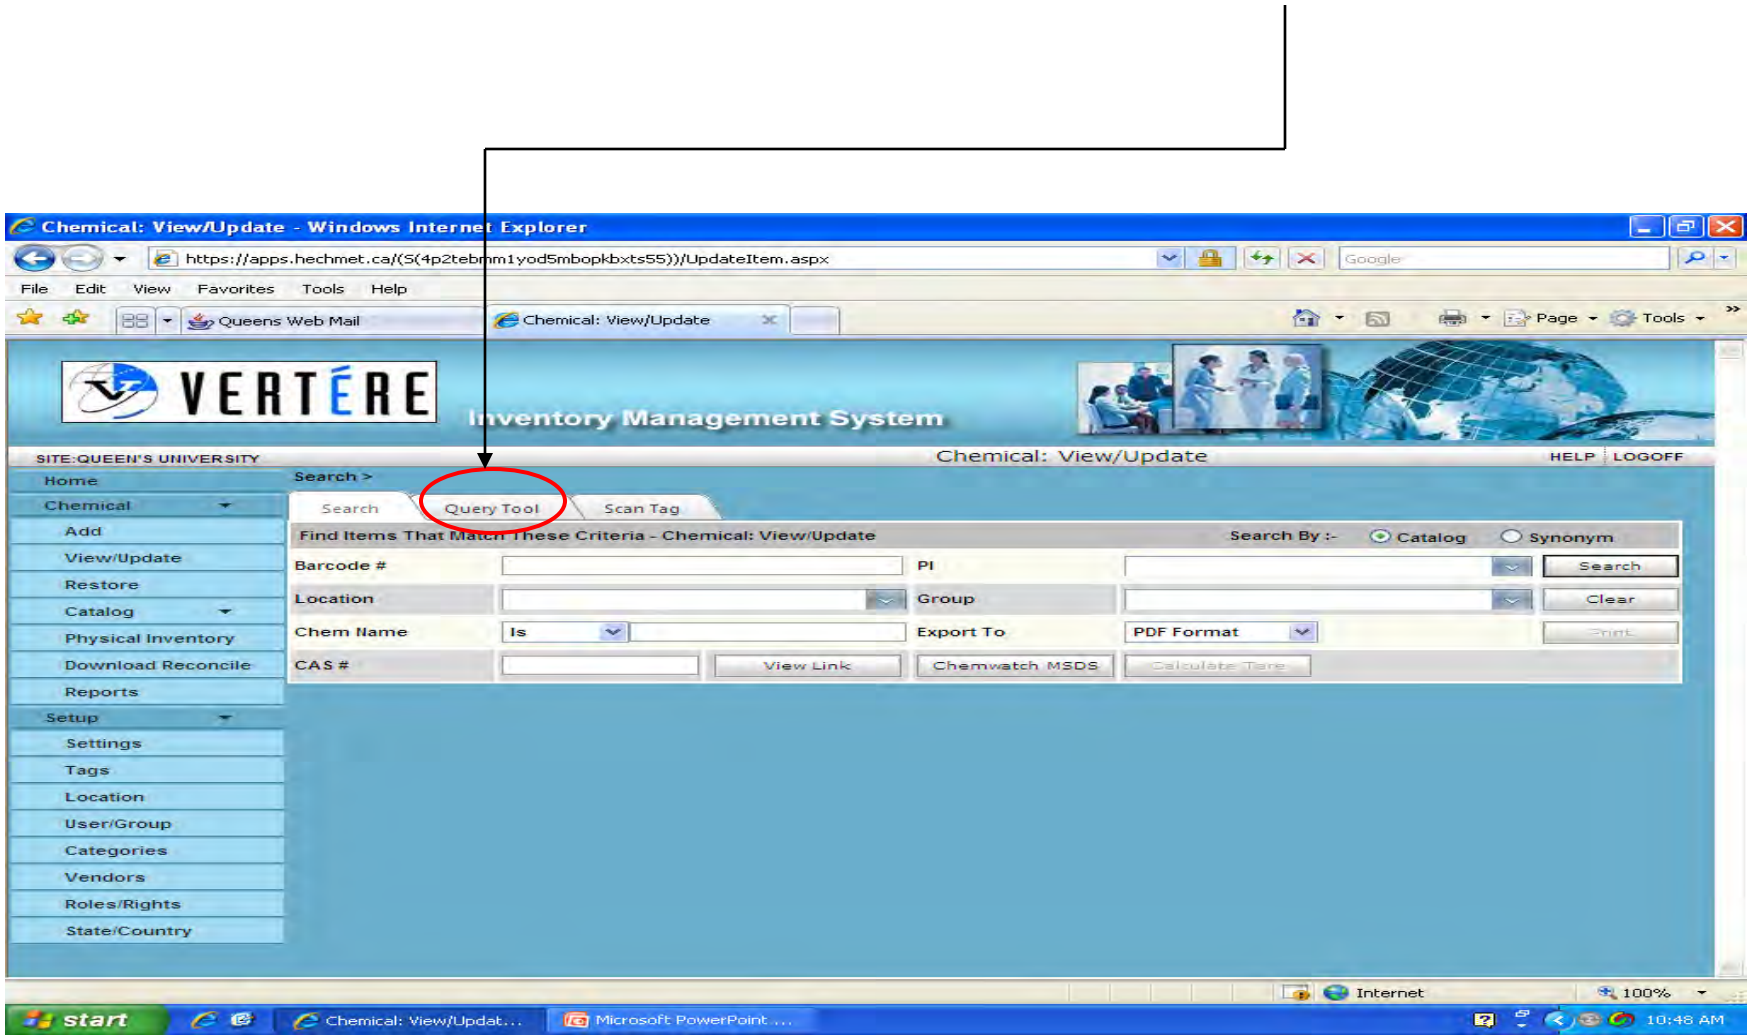 Chemical: View/Update - Windows Internet Explorer
https://apps.hechmet.ca/(S(4p2tebmm1yod5mbopkbxts55))/UpdateItem.aspx
Google
File Edit View Favorites Tools Help
Queens Web Mail
Chemical: View/Update
Page Tools
VERTÉRE
Inventory Management System
SITE:QUEEN'S UNIVERSITY
Chemical: View/Update
HELP LOGOFF
Home
Chemical
Add
View/Update
Restore
Catalog
Physical Inventory
Download Reconcile
Reports
Setup
Settings
Tags
Location
User/Group
Categories
Vendors
Roles/Rights
State/Country
Search >
Search Query Tool Scan Tag
Find Items That Match These Criteria - Chemical: View/Update Search By :- Catalog Synonym
Barcode # PI Search
Location Group Clear
Chem Name Is Export To PDF Format Print
CAS # View Link Chemwatch MSDS Calculate Tare
Internet 100%
start Chemical: View/Updat... Microsoft PowerPoint ... 10:48 AM